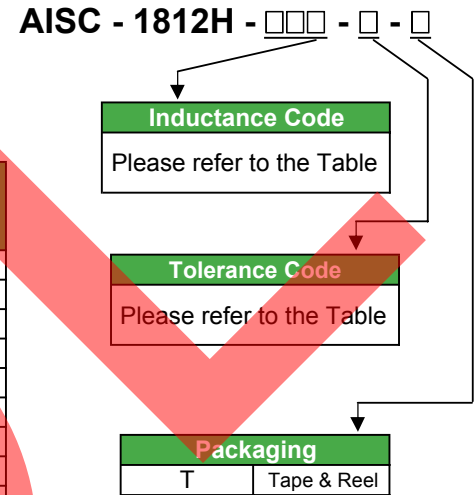 AISC - 1812H - □□□ - □ - □
Inductance Code
Please refer to the Table
Tolerance Code
Please refer to the Table
Packaging
T Tape & Reel